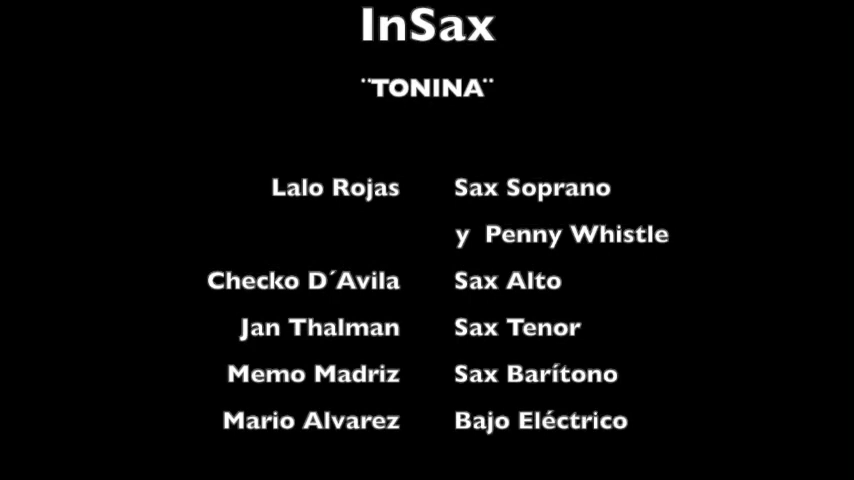 InSax
¨TONINA¨
Lalo Rojas Sax Soprano
y Penny Whistle
Checko D´Avila Sax Alto
Jan Thalman Sax Tenor
Memo Madriz Sax Barítono
Mario Alvarez Bajo Eléctrico